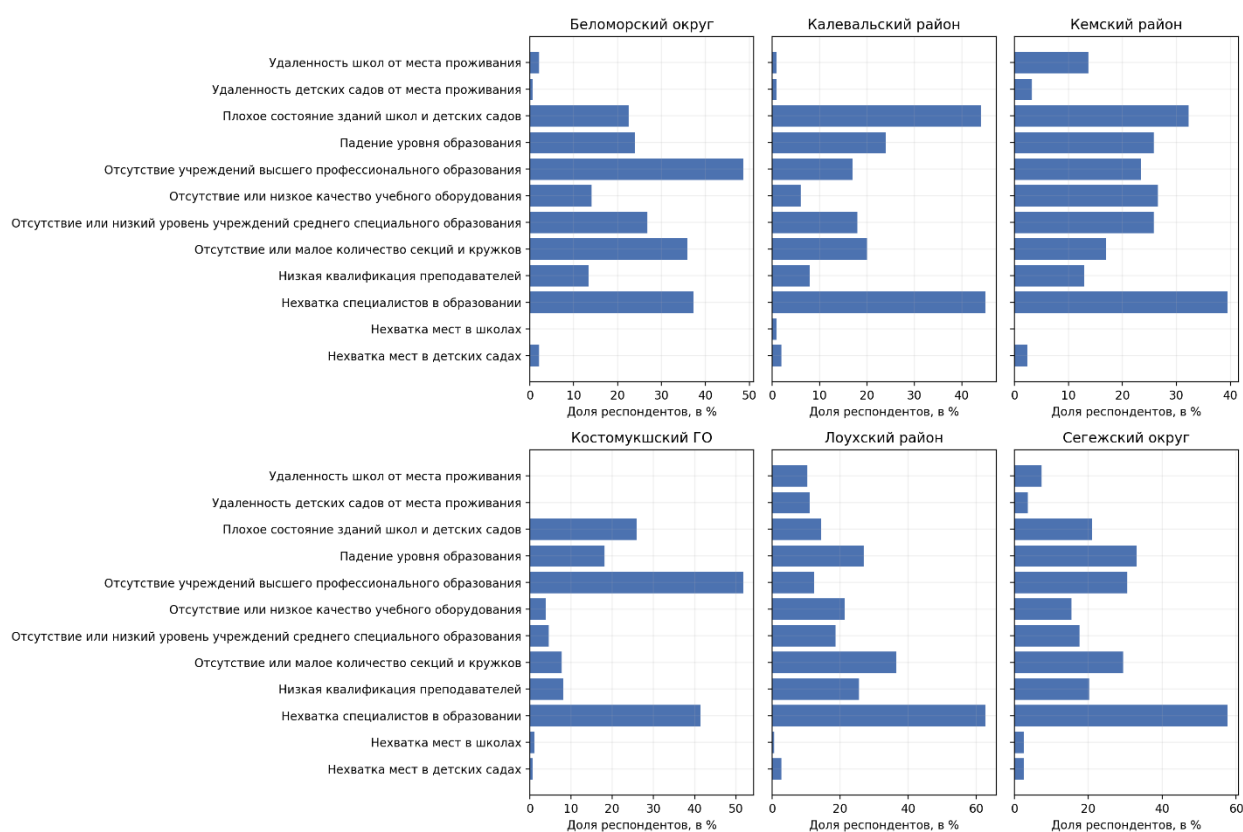 Беломорский округ
Калевальский район
Кемский район
Удаленность школ от места проживания
Удаленность детских садов от места проживания
Плохое состояние зданий школ и детских садов
Падение уровня образования
Отсутствие учреждений высшего профессионального образования
Отсутствие или низкое качество учебного оборудования
Отсутствие или низкий уровень учреждений среднего специального образования
Отсутствие или малое количество секций и кружков
Низкая квалификация преподавателей
Нехватка специалистов в образовании
Нехватка мест в школах
Нехватка мест в детских садах
0 10 20 30 40 50
0 10 20 30 40
0 10 20 30 40
Доля респондентов, в %
Доля респондентов, в %
Доля респондентов, в %
Костомукшский ГО
Лоухский район
Сегежский округ
Удаленность школ от места проживания
Удаленность детских садов от места проживания
Плохое состояние зданий школ и детских садов
Падение уровня образования
Отсутствие учреждений высшего профессионального образования
Отсутствие или низкое качество учебного оборудования
Отсутствие или низкий уровень учреждений среднего специального образования
Отсутствие или малое количество секций и кружков
Низкая квалификация преподавателей
Нехватка специалистов в образовании
Нехватка мест в школах
Нехватка мест в детских садах
0 10 20 30 40 50
0 20 40 60
0 10 20 30 40 50 60
Доля респондентов, в %
Доля респондентов, в %
Доля респондентов, в %